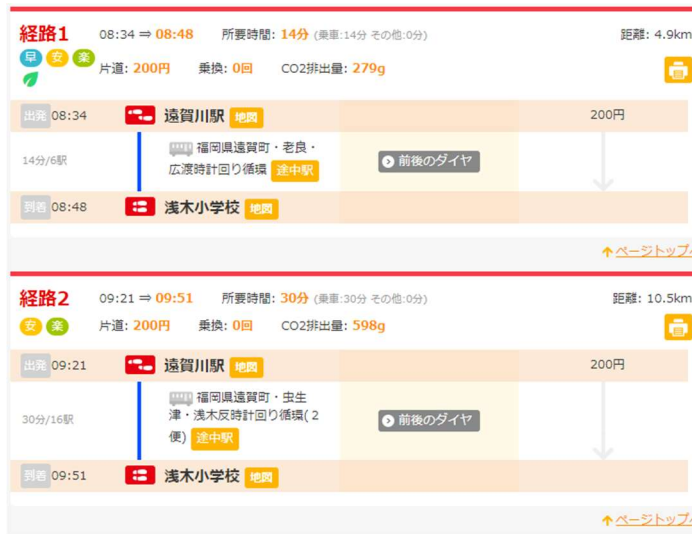 経路1 08:34 ⇒ 08:48 所要時間: 14分 (乗車:14分 その他:0分) 距離: 4.9km
早 安 楽 片道: 200円 乗換: 0回 CO2排出量: 279g
出発 08:34 遠賀川駅 地図 200円
福岡県遠賀町・老良・
14分/6駅 広渡時計回り循環 途中駅 前後のダイヤ
到着 08:48 浅木小学校 地図
ページトップへ
経路2 09:21 ⇒ 09:51 所要時間: 30分 (乗車:30分 その他:0分) 距離: 10.5km
安 楽 片道: 200円 乗換: 0回 CO2排出量: 598g
出発 09:21 遠賀川駅 地図 200円
福岡県遠賀町・虫生
30分/16駅 津・浅木反時計回り循環(2 前後のダイヤ
便) 途中駅
到着 09:51 浅木小学校 地図
ページトップへ